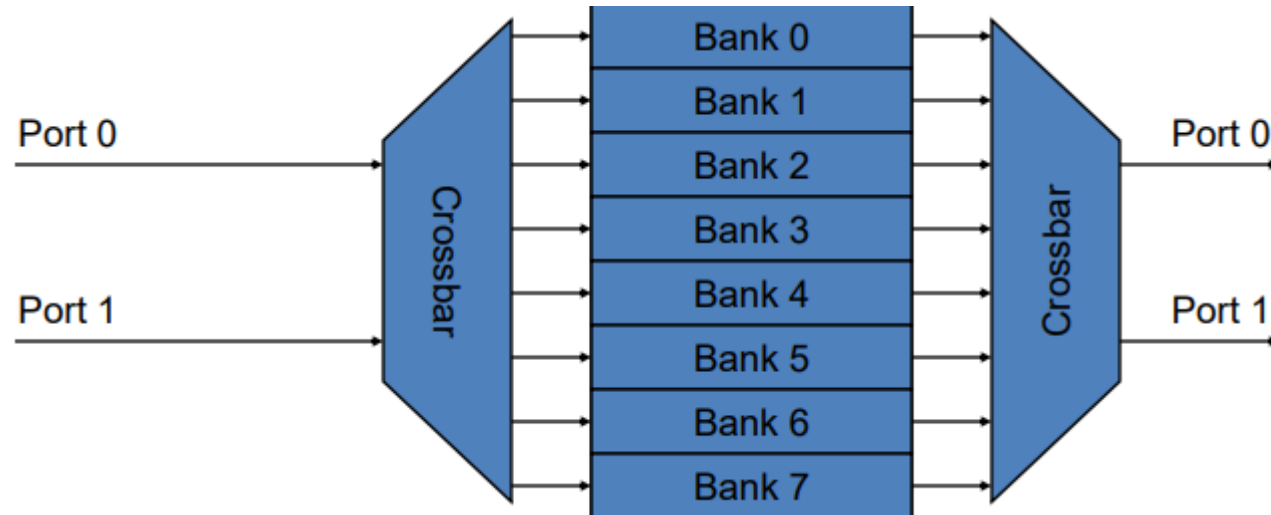 Port 0
Port 1
Crossbar
Bank 0
Bank 1
Bank 2
Bank 3
Bank 4
Bank 5
Bank 6
Bank 7
Crossbar
Port 0
Port 1